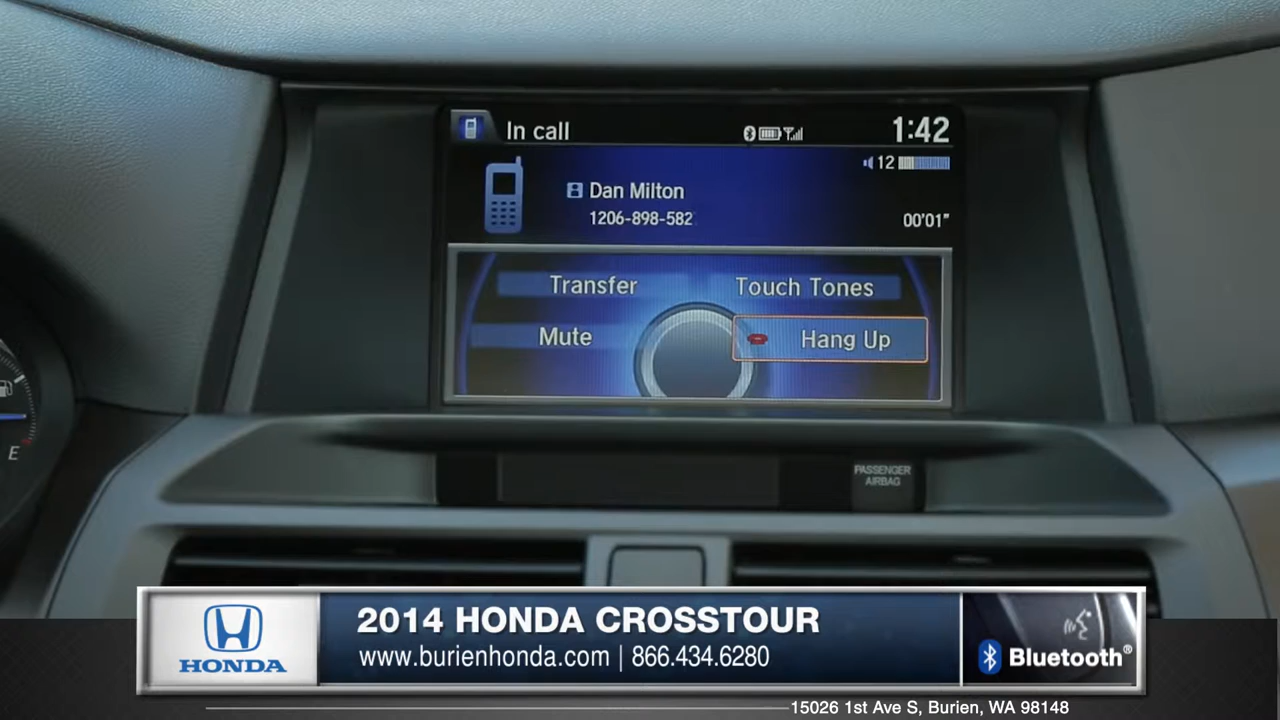 In call
1:42
12
Dan Milton
1206-898-582
00'01"
Transfer
Touch Tones
Mute
Hang Up
E
PASSENGER
AIRBAG
2014 HONDA CROSSTOUR
HONDA
www.burienhonda.com | 866.434.6280
Bluetooth®
15026 1st Ave S, Burien, WA 98148